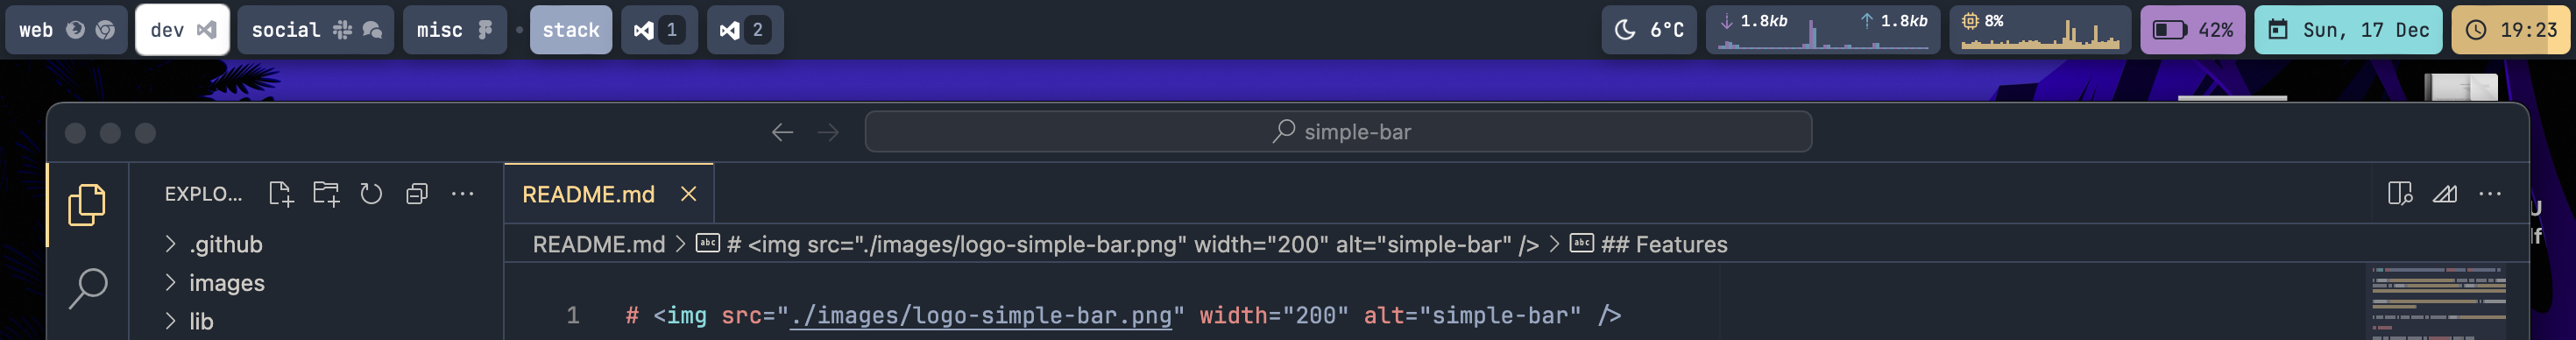 web dev social misc stack 1 2 6°C 1.8kb 1.8kb 8% 42% Sun, 17 Dec 19:23
simple-bar
EXPLO... README.md
.github README.md > # <img src="./images/logo-simple-bar.png" width="200" alt="simple-bar" /> > ## Features
images
lib 1 # <img src="./images/logo-simple-bar.png" width="200" alt="simple-bar" />